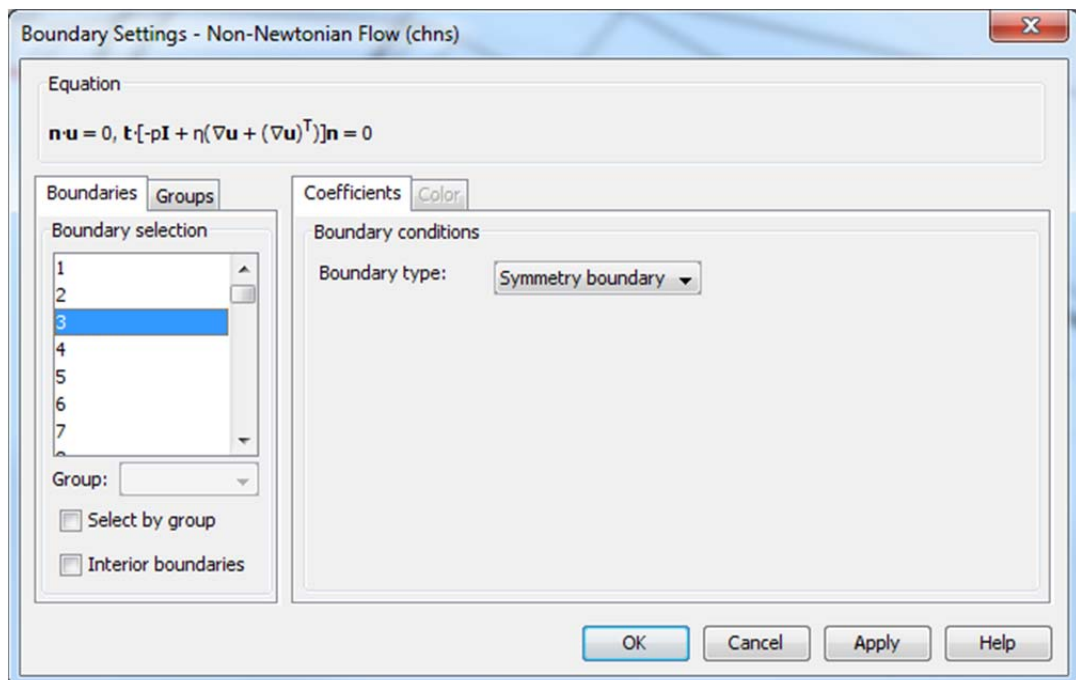 Boundary Settings - Non-Newtonian Flow (chns)
Equation
n·u = 0, t·[-pI + η(∇u + (∇u)ᵀ)]n = 0
Boundaries Groups
Coefficients Color
Boundary selection
Boundary conditions
1
2
3
4
5
6
7
Boundary type: Symmetry boundary
Group:
Select by group
Interior boundaries
OK Cancel Apply Help